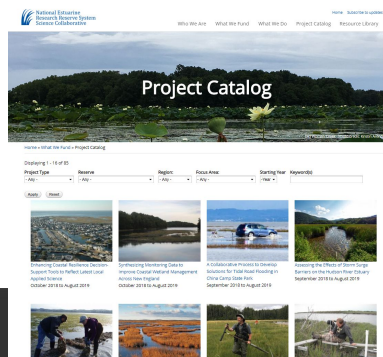 National Estuarine
Research Reserve System
Science Collaborative
Home Subscribe to updates
Who We Are What We Fund What We Do Project Catalog Resource Library
Project Catalog
Home » What We Fund » Project Catalog
Displaying 1 - 16 of 85
Project Type Reserve Region: Focus Area: Starting Year Keyword(s)
- Any - - Any - - Any - - Any - -Year
Apply Reset
Enhancing Coastal Resilience Decision-
Support Tools to Reflect Latest Local
Applied Science
October 2018 to August 2019
Synthesizing Monitoring Data to
Improve Coastal Wetland Management
Across New England
October 2018 to August 2019
A Collaborative Process to Develop
Solutions for Tidal Road Flooding in
China Camp State Park
September 2018 to August 2019
Assessing the Effects of Storm Surge
Barriers on the Hudson River Estuary
September 2018 to August 2019